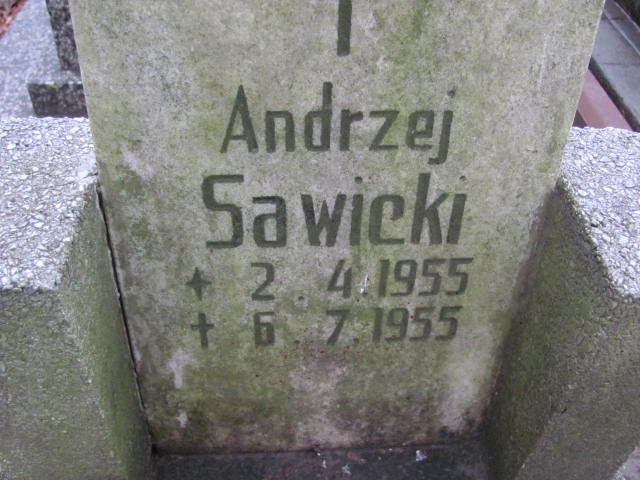 Andrzej
Sawicki
+ 2. 4.1955
† 6 7 1955